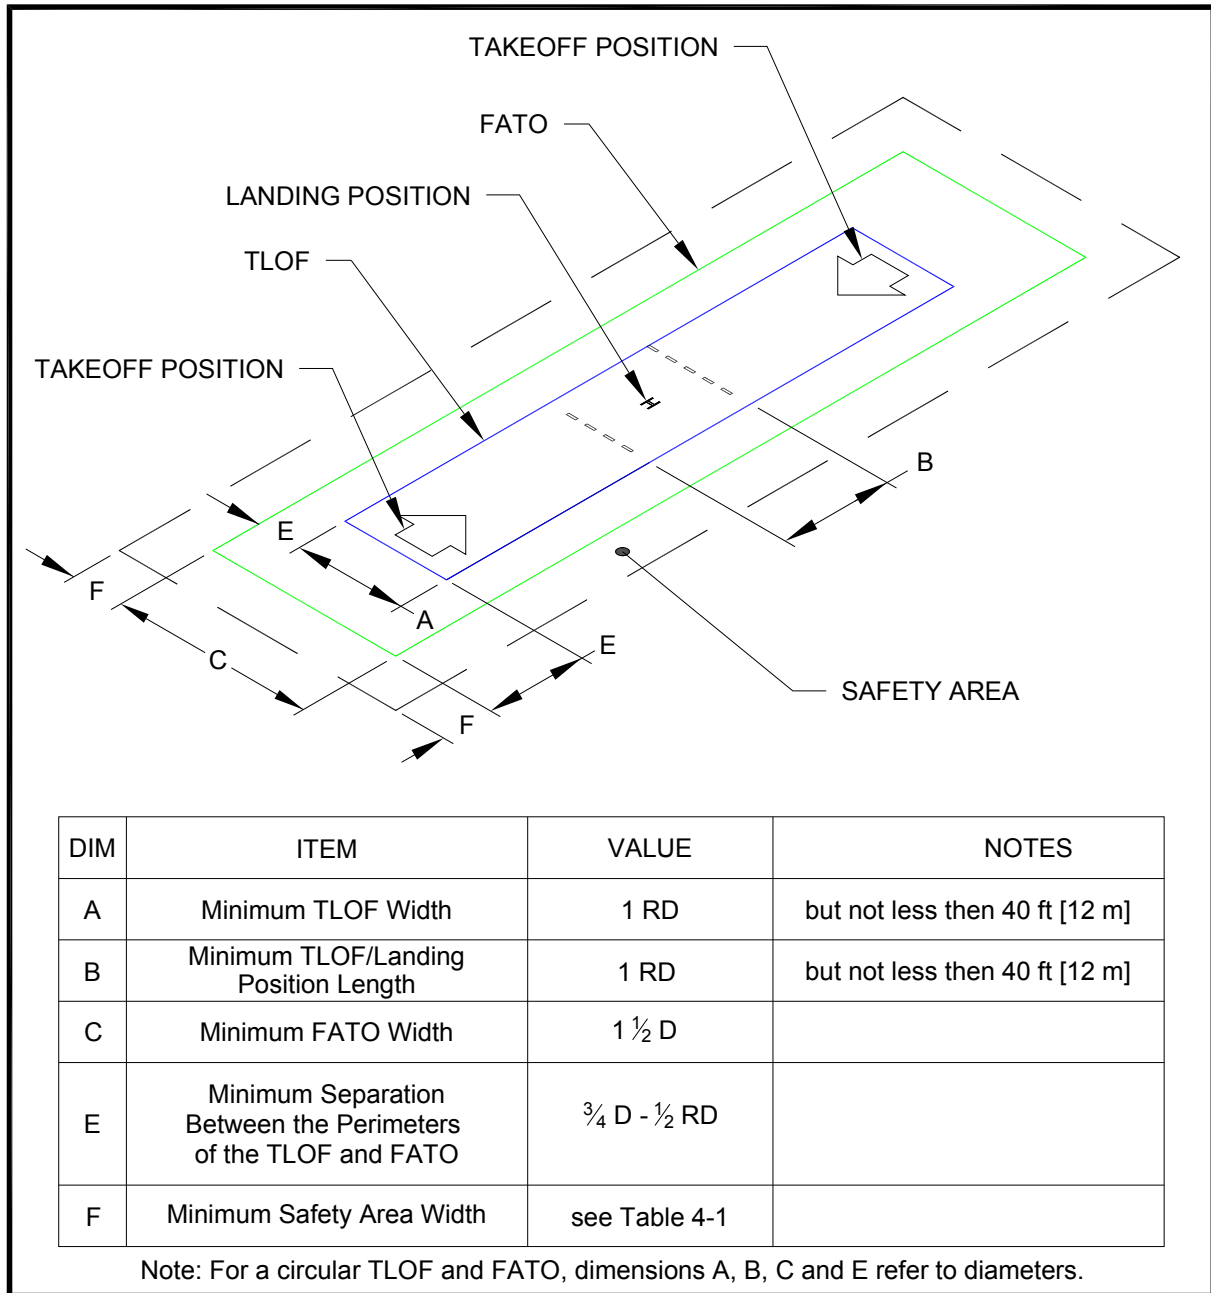 TAKEOFF POSITION
FATO
LANDING POSITION
TLOF
TAKEOFF POSITION
H
B
E
F
A
E
C
SAFETY AREA
F
DIM ITEM VALUE NOTES
A Minimum TLOF Width 1 RD but not less then 40 ft [12 m]
B Minimum TLOF/Landing
Position Length 1 RD but not less then 40 ft [12 m]
C Minimum FATO Width 1 ½ D
E Minimum Separation
Between the Perimeters
of the TLOF and FATO ¾ D - ½ RD
F Minimum Safety Area Width see Table 4-1
Note: For a circular TLOF and FATO, dimensions A, B, C and E refer to diameters.